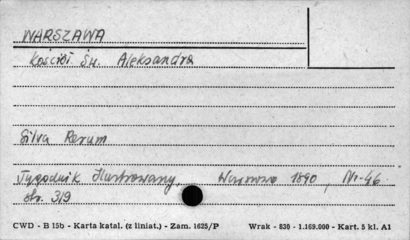 WARSZAWA
Kościół Św. Aleksandra
Silva Rerum
Tygodnik Ilustrowany, Warszawa 1890, Nr 46
str. 319
CWD - B 15b - Karta katal. (z liniat.) - Zam. 1625/P Wrak - 830 - 1.169.000 - Kart. 5 kl. A1